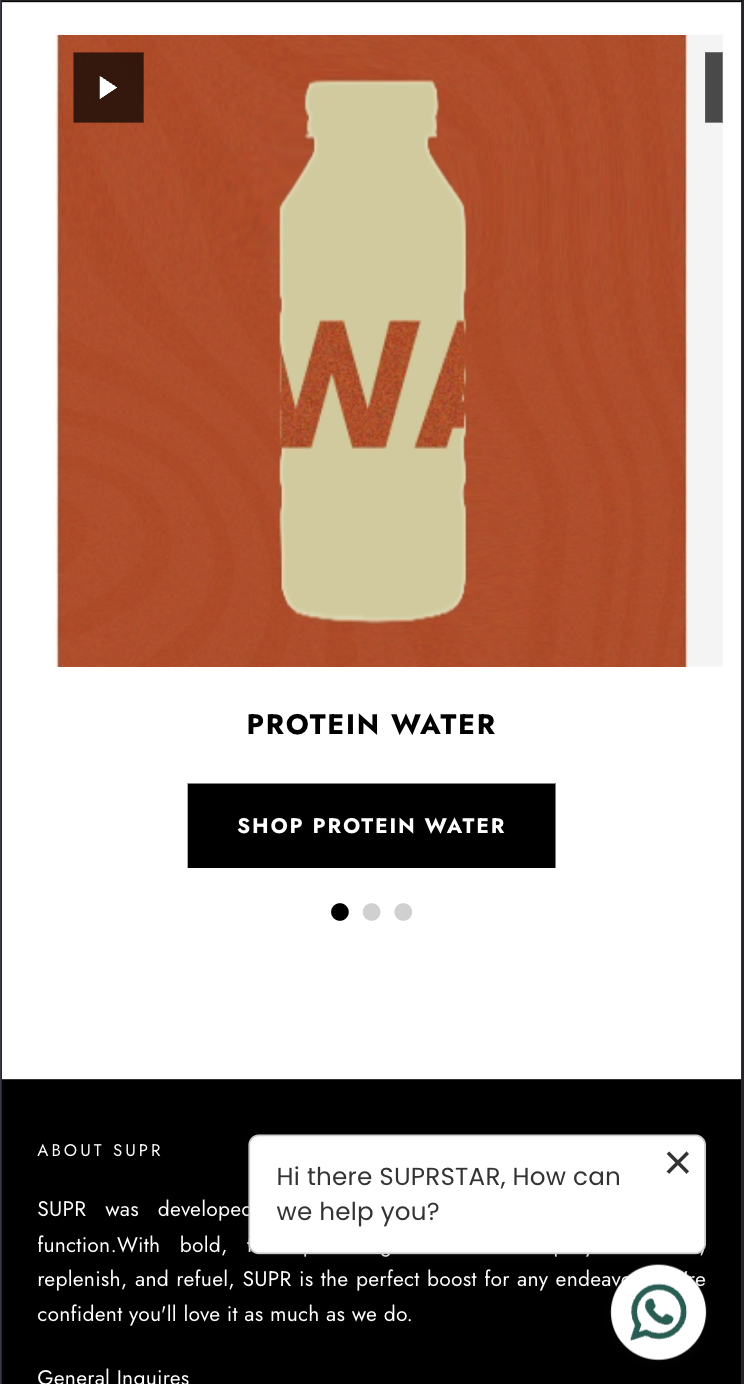 WA
PROTEIN WATER
SHOP PROTEIN WATER
ABOUT SUPR
Hi there SUPRSTAR, How can
we help you?
SUPR was developed
function.With bold,
replenish, and refuel, SUPR is the perfect boost for any
confident you'll love it as much as we do.
General Inquires